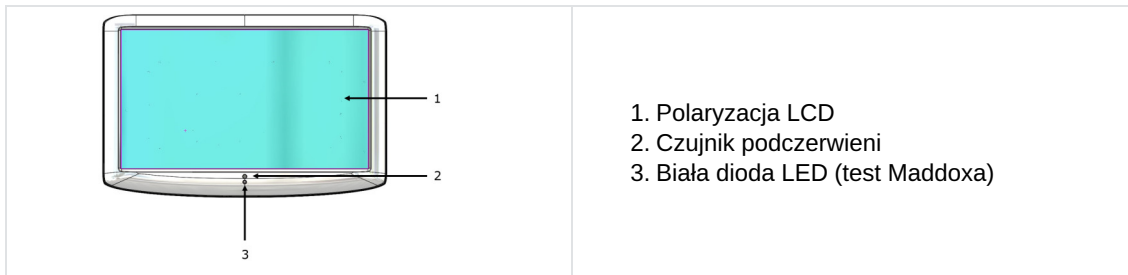 1
2
3
1. Polaryzacja LCD
2. Czujnik podczerwieni
3. Biała dioda LED (test Maddoxa)